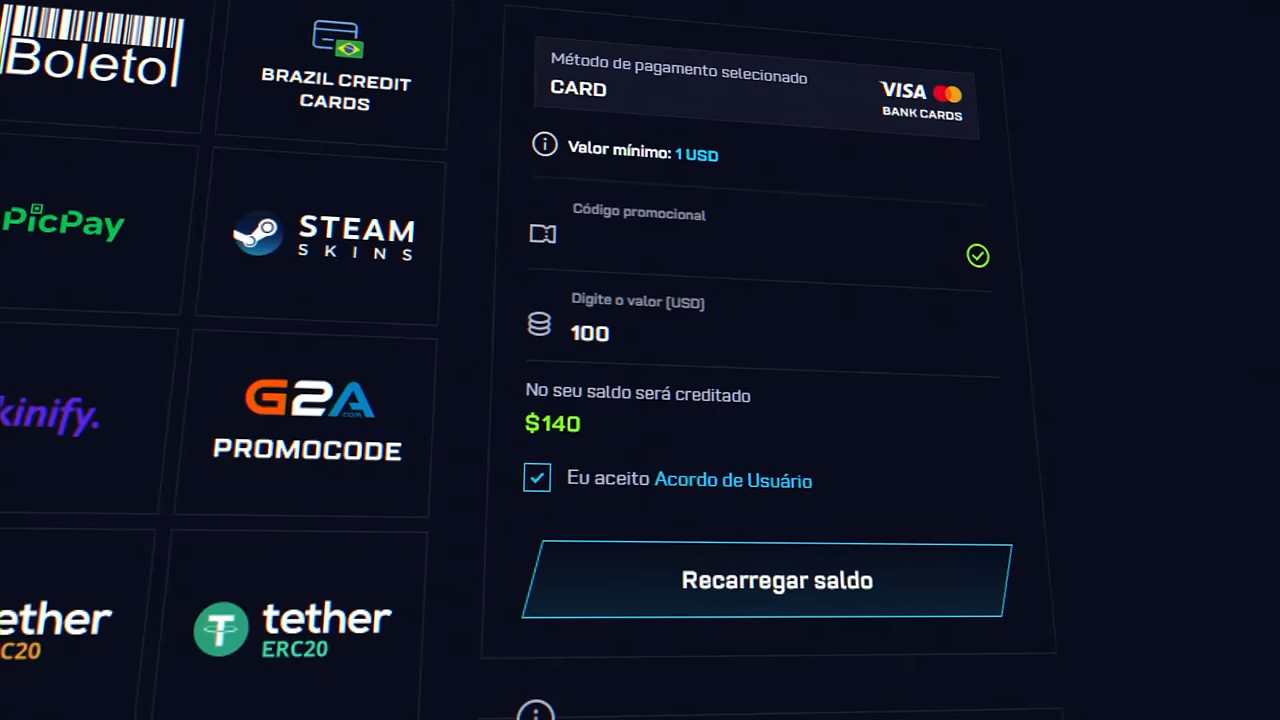 Boleto
BRAZIL CREDIT
CARDS
PicPay
STEAM
SKINS
kinify.
G2A
.COM
PROMOCODE
ether
C20
tether
ERC20
Método de pagamento selecionado
CARD
VISA
BANK CARDS
Valor mínimo: 1 USD
Código promocional
Digite o valor (USD)
100
No seu saldo será creditado
$140
Eu aceito Acordo de Usuário
Recarregar saldo